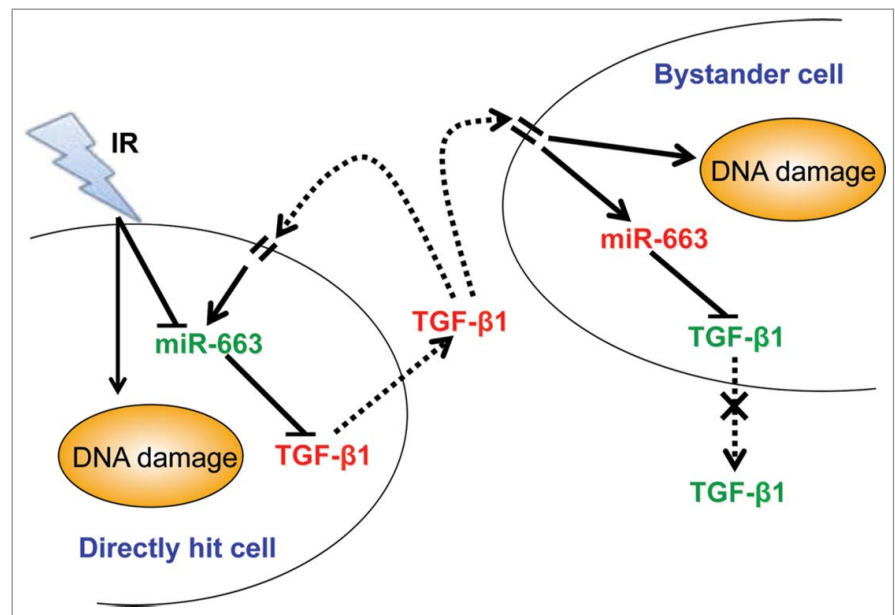 Bystander cell
IR
DNA damage
miR-663
TGF-β1
miR-663
TGF-β1
DNA damage
TGF-β1
TGF-β1
Directly hit cell